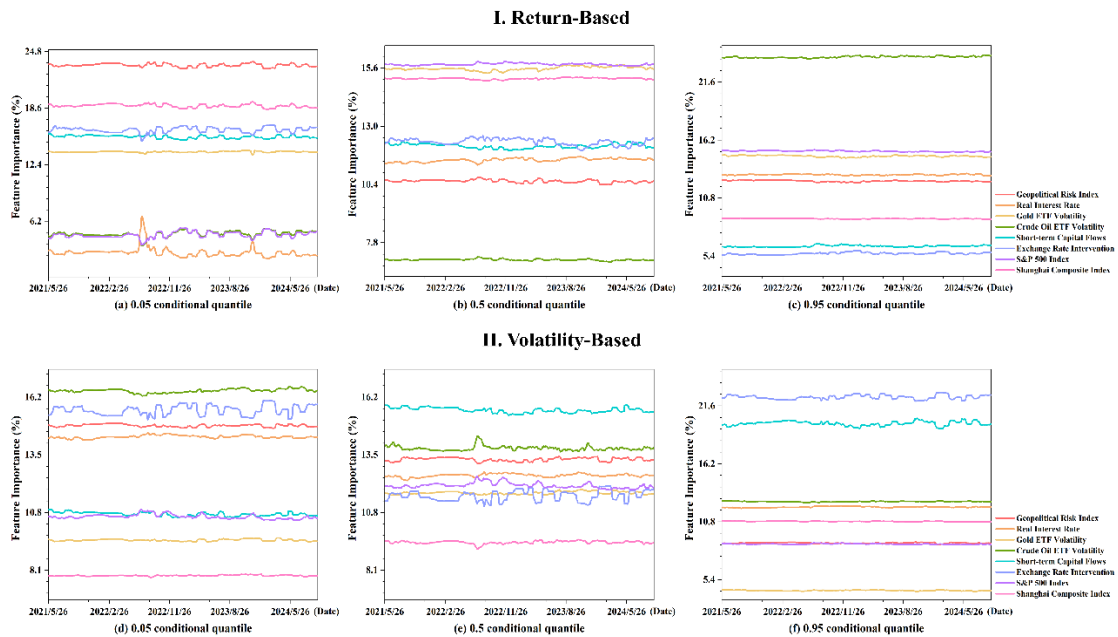 I. Return-Based
Feature Importance (%)
24.8
18.6
12.4
6.2
2021/5/26 2022/2/26 2022/11/26 2023/8/26 2024/5/26 (Date)
(a) 0.05 conditional quantile
Feature Importance (%)
15.6
13.0
10.4
7.8
2021/5/26 2022/2/26 2022/11/26 2023/8/26 2024/5/26 (Date)
(b) 0.5 conditional quantile
Feature Importance (%)
21.6
16.2
10.8
5.4
2021/5/26 2022/2/26 2022/11/26 2023/8/26 2024/5/26 (Date)
(c) 0.95 conditional quantile
Geopolitical Risk Index
Real Interest Rate
Gold ETF Volatility
Crude Oil ETF Volatility
Short-term Capital Flows
Exchange Rate Intervention
S&P 500 Index
Shanghai Composite Index
II. Volatility-Based
Feature Importance (%)
16.2
13.5
10.8
8.1
2021/5/26 2022/2/26 2022/11/26 2023/8/26 2024/5/26 (Date)
(d) 0.05 conditional quantile
Feature Importance (%)
16.2
13.5
10.8
8.1
2021/5/26 2022/2/26 2022/11/26 2023/8/26 2024/5/26 (Date)
(e) 0.5 conditional quantile
Feature Importance (%)
21.6
16.2
10.8
5.4
2021/5/26 2022/2/26 2022/11/26 2023/8/26 2024/5/26 (Date)
(f) 0.95 conditional quantile
Geopolitical Risk Index
Real Interest Rate
Gold ETF Volatility
Crude Oil ETF Volatility
Short-term Capital Flows
Exchange Rate Intervention
S&P 500 Index
Shanghai Composite Index